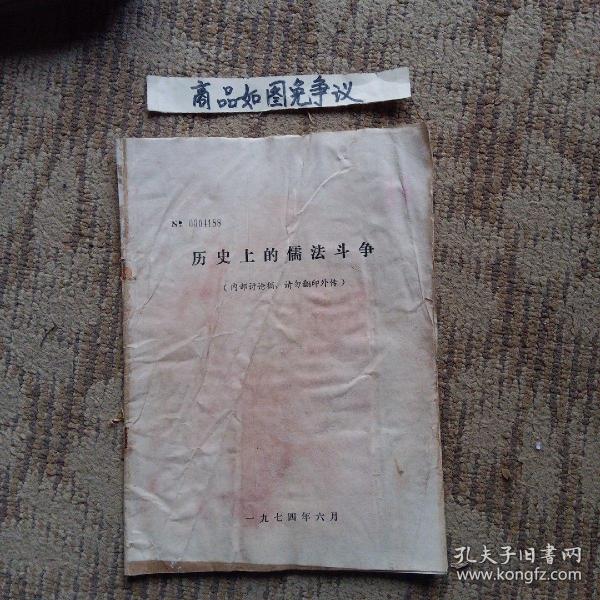 商品如图免争议
№ 0004188
历史上的儒法斗争
（内部讨论稿，请勿翻印外传）
一九七四年六月
孔夫子旧书网
www.kongfz.com